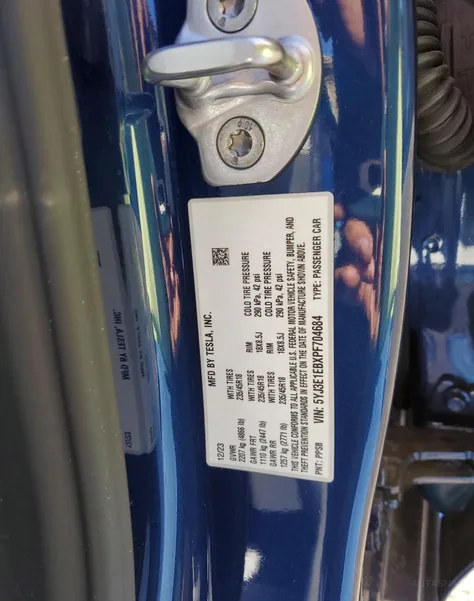 MFD BY TESLA, INC.
12/23
GVWR
2207 kg (4866 lb)
GAWR FRT
1110 kg (2447 lb)
GAWR RR
1257 kg (2771 lb)
WITH TIRES
235/45R18
WITH TIRES
235/45R18
WITH TIRES
235/45R18
RIM
18X8.5J
RIM
18X8.5J
COLD TIRE PRESSURE
290 kPa, 42 psi
COLD TIRE PRESSURE
290 kPa, 42 psi
THIS VEHICLE CONFORMS TO ALL APPLICABLE U.S. FEDERAL MOTOR VEHICLE SAFETY, BUMPER, AND
THEFT PREVENTION STANDARDS IN EFFECT ON THE DATE OF MANUFACTURE SHOWN ABOVE.
VIN: 5YJ3E1EBXPF704684 TYPE: PASSENGER CAR
PNT: PPSB
10.9